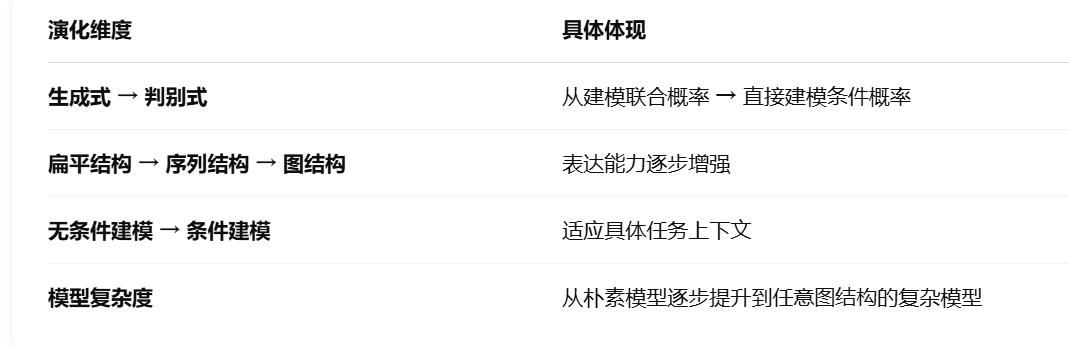 演化维度 具体体现
生成式 → 判别式 从建模联合概率 → 直接建模条件概率
扁平结构 → 序列结构 → 图结构 表达能力逐步增强
无条件建模 → 条件建模 适应具体任务上下文
模型复杂度 从朴素模型逐步提升到任意图结构的复杂模型